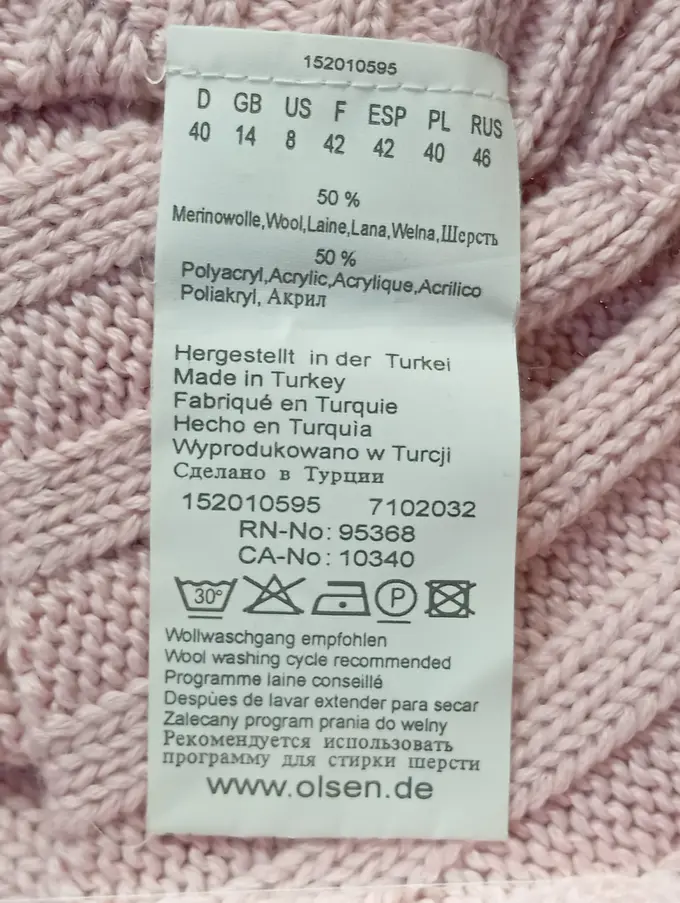 152010595
D GB US F ESP PL RUS
40 14 8 42 42 40 46
50 %
Merinowolle,Wool,Laine,Lana,Welna,Шерсть
50 %
Polyacryl,Acrylic,Acrylique,Acrilico
Poliakryl, Акрил
Hergestellt in der Turkei
Made in Turkey
Fabriqué en Turquie
Hecho en Turquia
Wyprodukowano w Turcji
Сделано в Турции
152010595 7102032
RN-No: 95368
CA-No: 10340
30° P
Wollwaschgang empfohlen
Wool washing cycle recommended
Programme laine conseillé
Despùes de lavar extender para secar
Zalecany program prania do welny
Рекомендуется использовать
программу для стирки шерсти
www.olsen.de